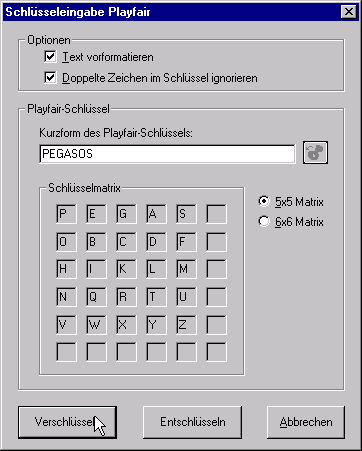 Schlüsseleingabe Playfair
Optionen
Text vorformatieren
Doppelte Zeichen im Schlüssel ignorieren
Playfair-Schlüssel
Kurzform des Playfair-Schlüssels:
PEGASOS
Schlüsselmatrix
P E G A S
O B C D F
H I K L M
N Q R T U
V W X Y Z
5x5 Matrix
6x6 Matrix
Verschlüsseln Entschlüsseln Abbrechen